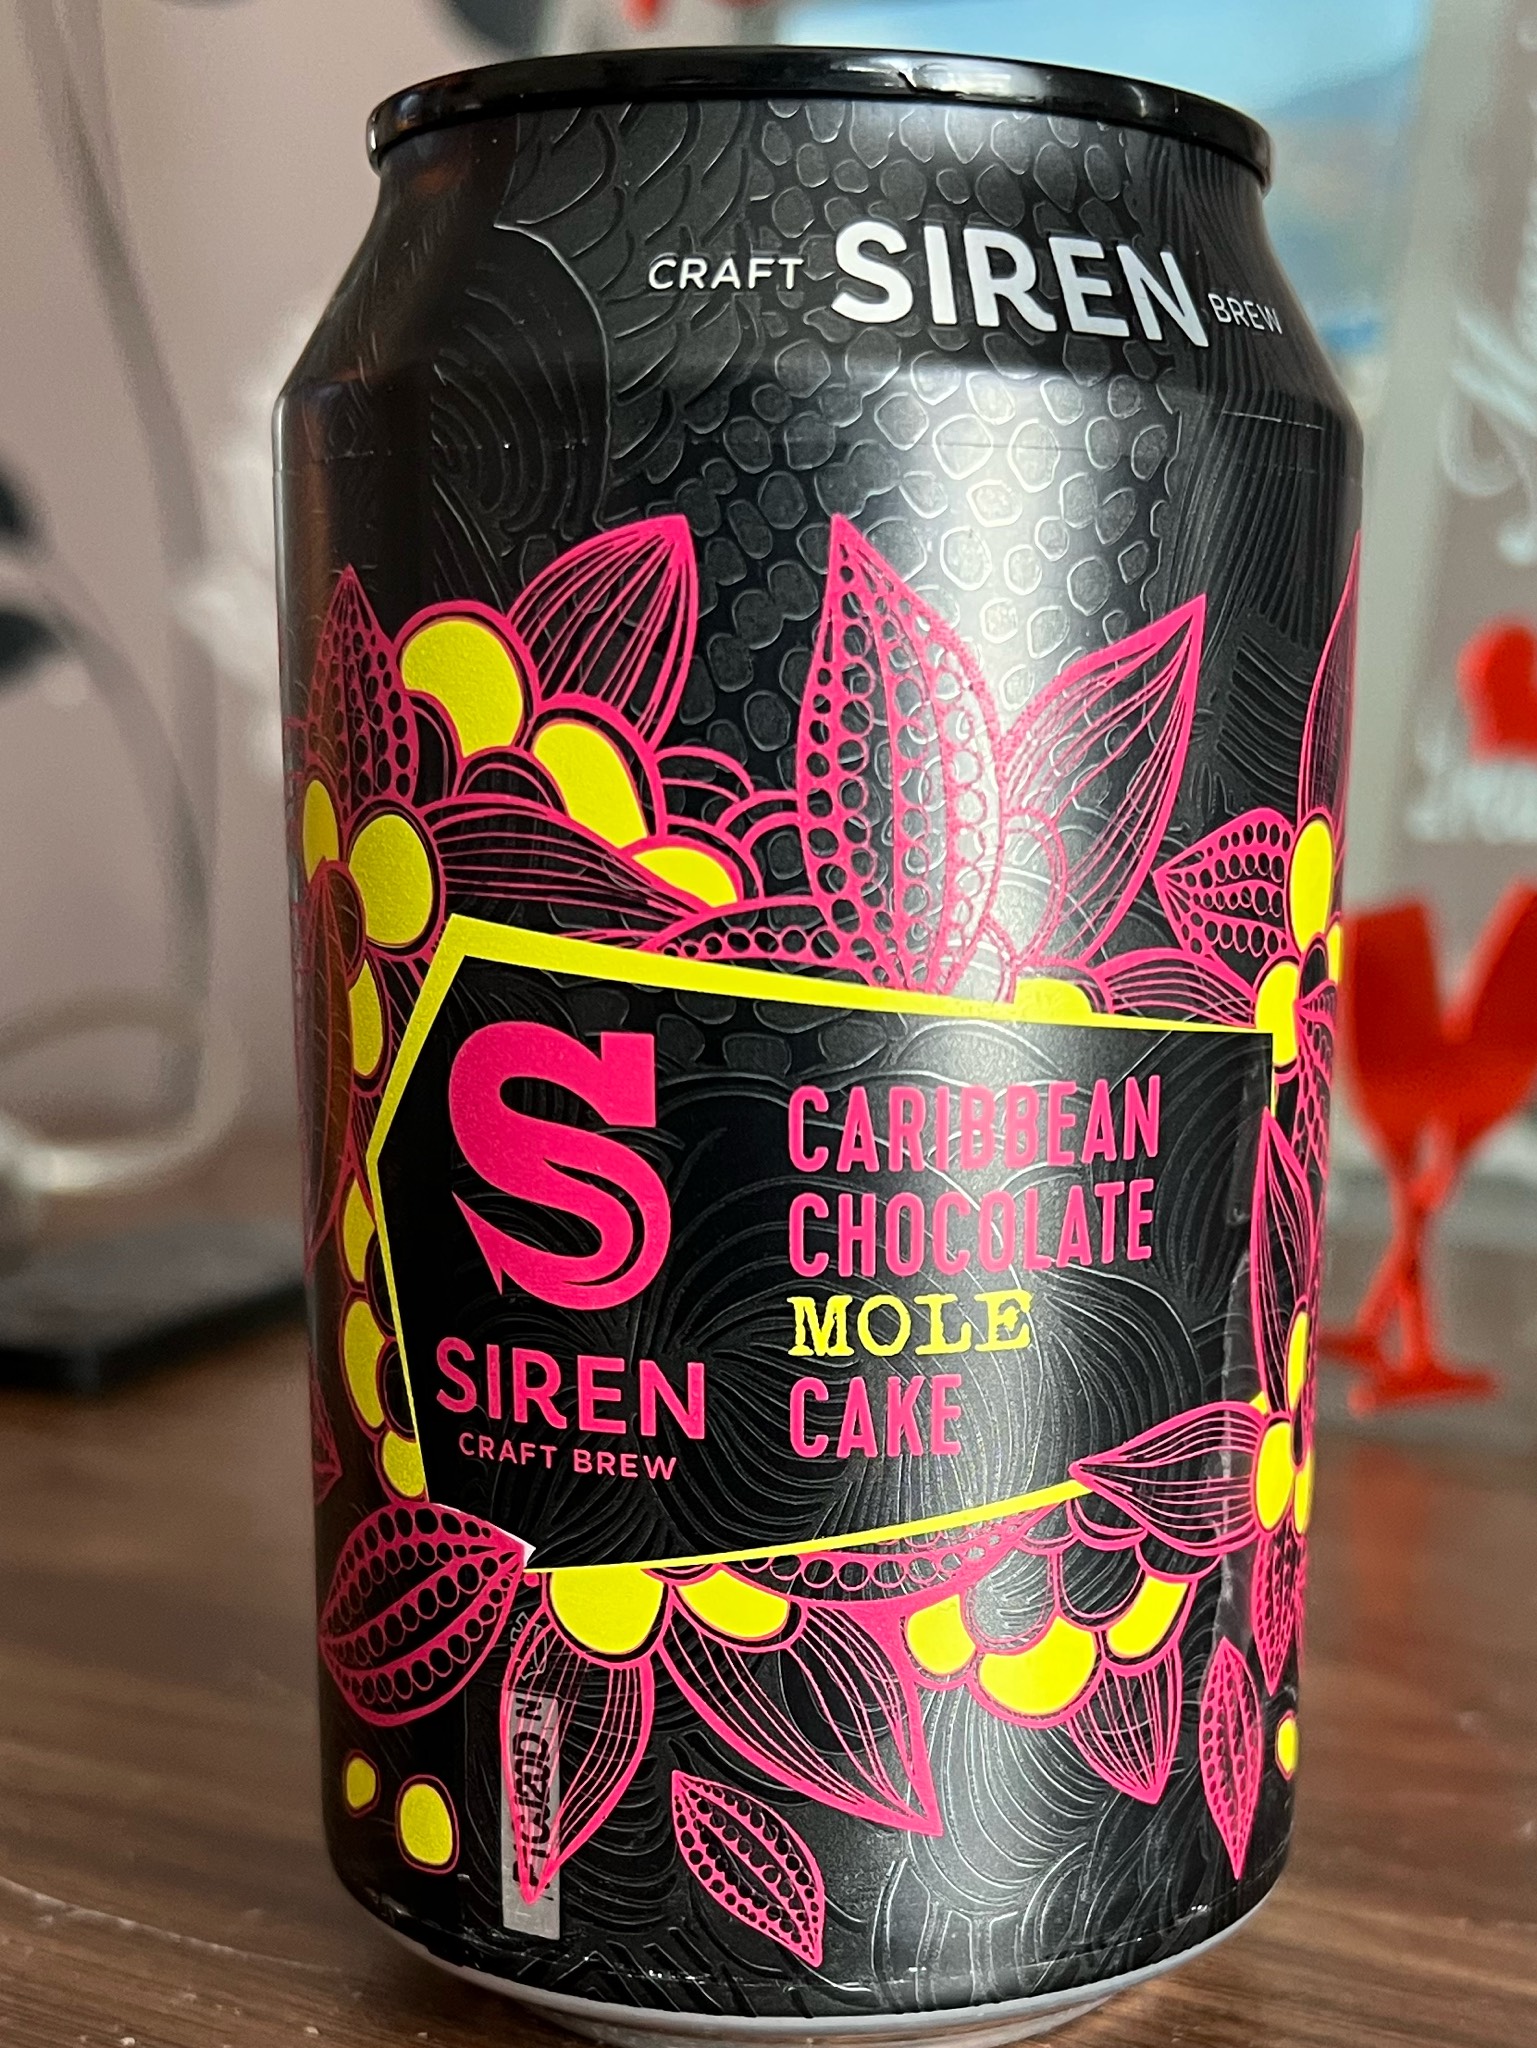 CRAFT SIREN BREW
S
SIREN
CRAFT BREW
CARIBBEAN
CHOCOLATE
MOLE
CAKE